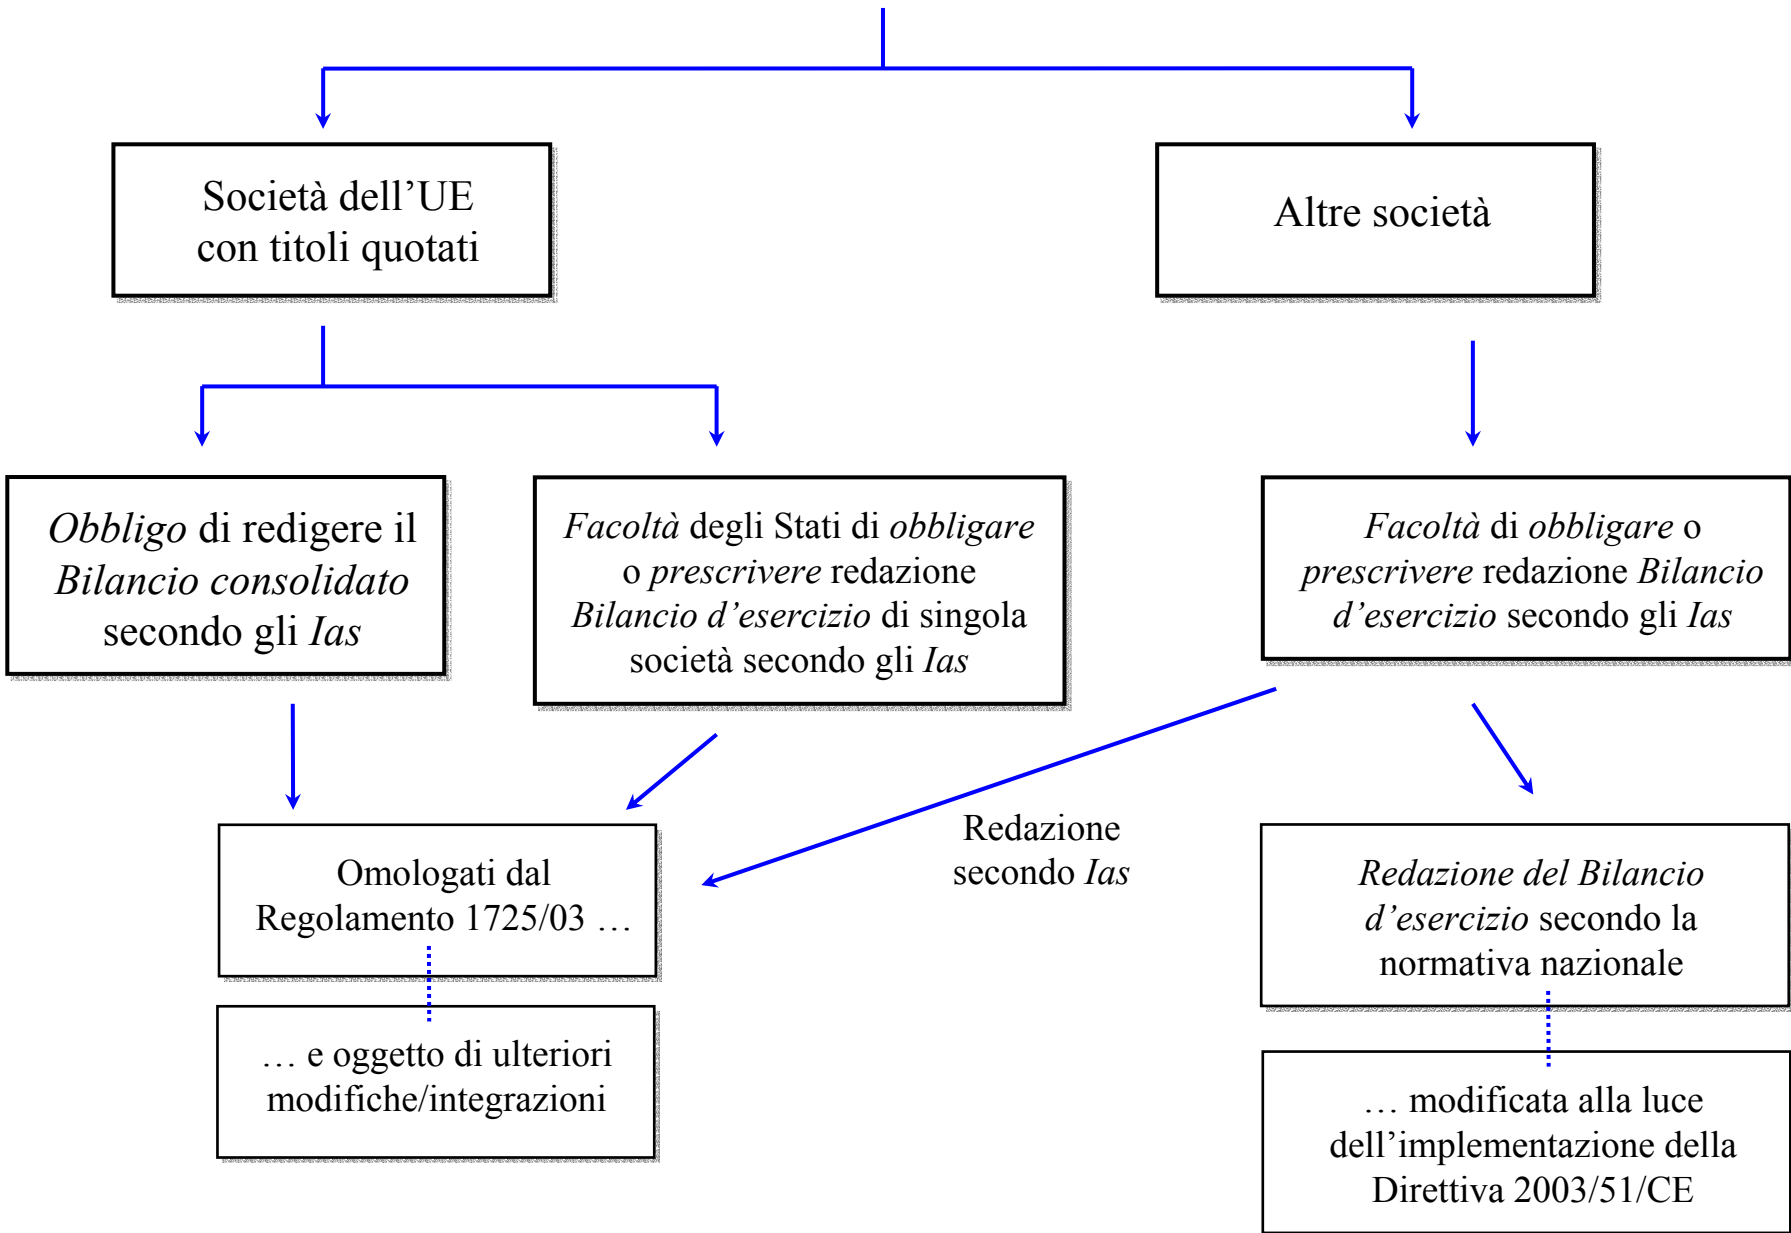 Società dell’UE
con titoli quotati
Altre società
Obbligo di redigere il
Bilancio consolidato
secondo gli Ias
Facoltà degli Stati di obbligare
o prescrivere redazione
Bilancio d’esercizio di singola
società secondo gli Ias
Facoltà di obbligare o
prescrivere redazione Bilancio
d’esercizio secondo gli Ias
Omologati dal
Regolamento 1725/03 …
Redazione
secondo Ias
Redazione del Bilancio
d’esercizio secondo la
normativa nazionale
… e oggetto di ulteriori
modifiche/integrazioni
… modificata alla luce
dell’implementazione della
Direttiva 2003/51/CE